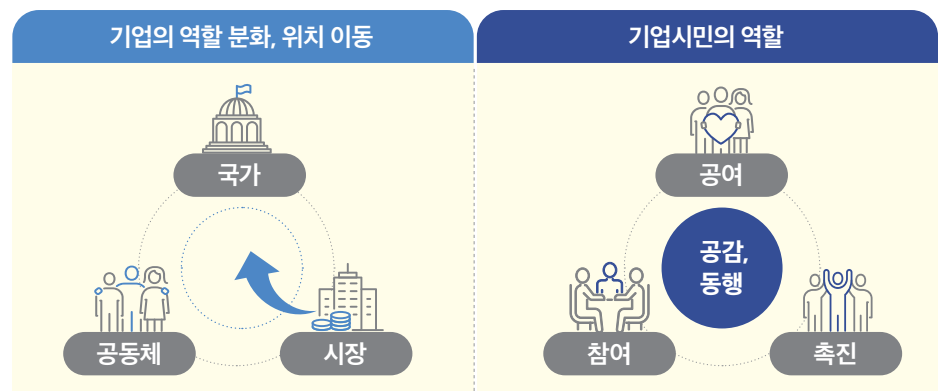 기업의 역할 분화, 위치 이동
국가
공동체
시장
기업시민의 역할
공여
공감,
동행
참여
촉진